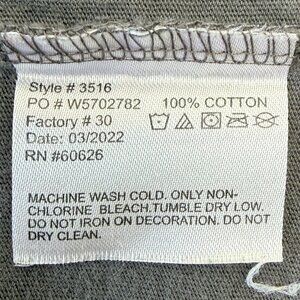 Style # 3516
PO # W5702782 100% COTTON
Factory # 30
Date: 03/2022
RN #60626
MACHINE WASH COLD. ONLY NON-
CHLORINE BLEACH.TUMBLE DRY LOW.
DO NOT IRON ON DECORATION. DO NOT
DRY CLEAN.